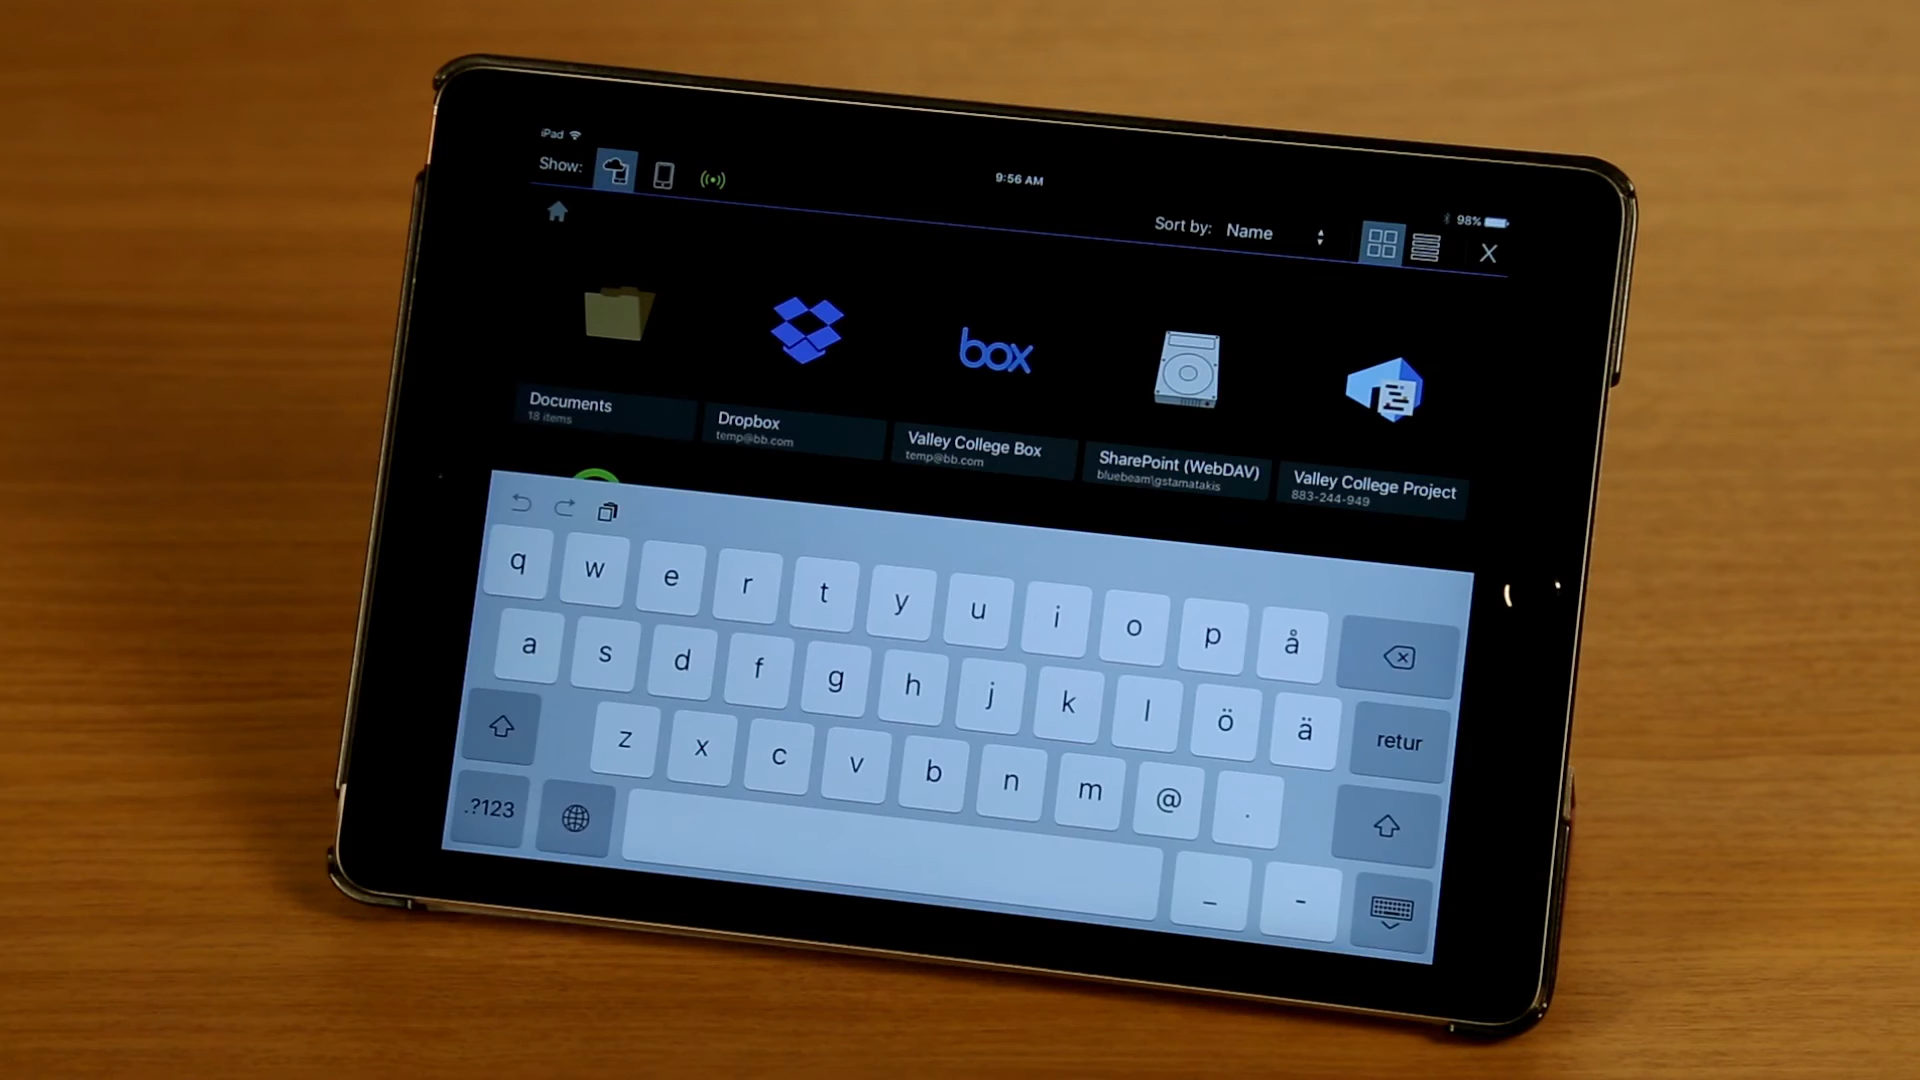 iPad
Show:
9:56 AM
98%
Sort by: Name
box
Documents
18 items
Dropbox
temp@bb.com
Valley College Box
temp@bb.com
SharePoint (WebDAV)
bluebeam\gstamatakis
Valley College Project
883-244-949
q w e r t y u i o p å
a s d f g h j k l ö ä retur
z x c v b n m @ .
.?123 _ -